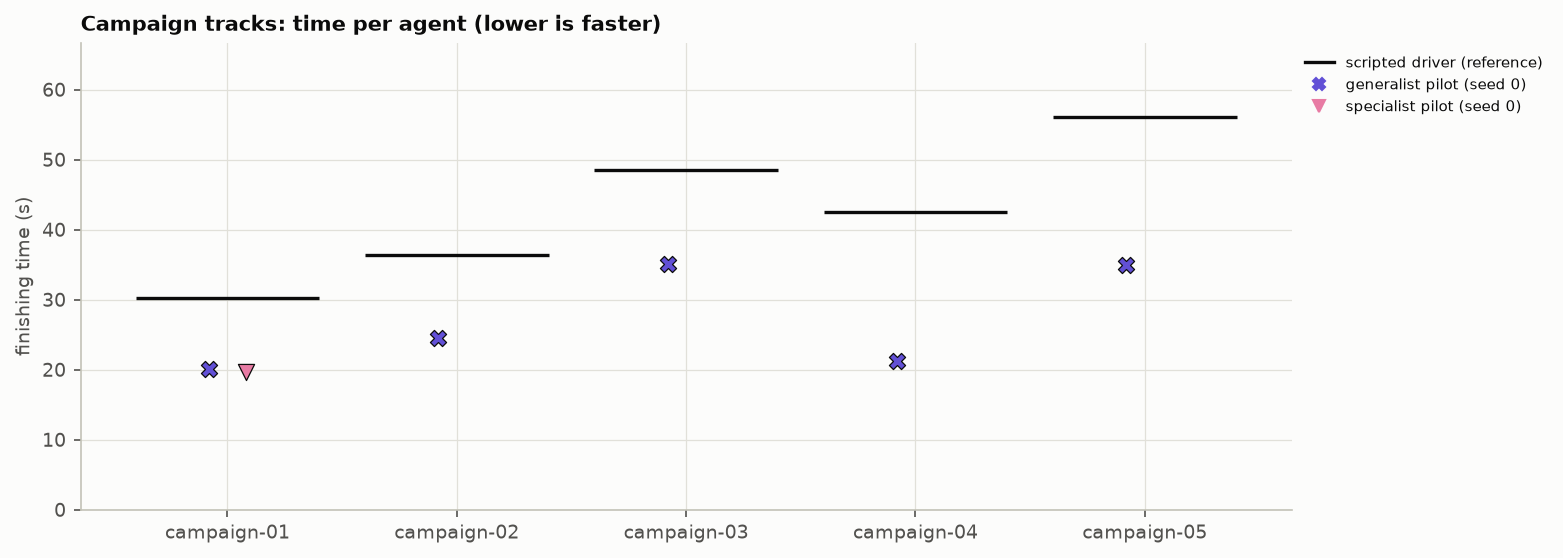 Campaign tracks: time per agent (lower is faster)
scripted driver (reference)
generalist pilot (seed 0)
specialist pilot (seed 0)
finishing time (s)
60
50
40
30
20
10
0
campaign-01
campaign-02
campaign-03
campaign-04
campaign-05